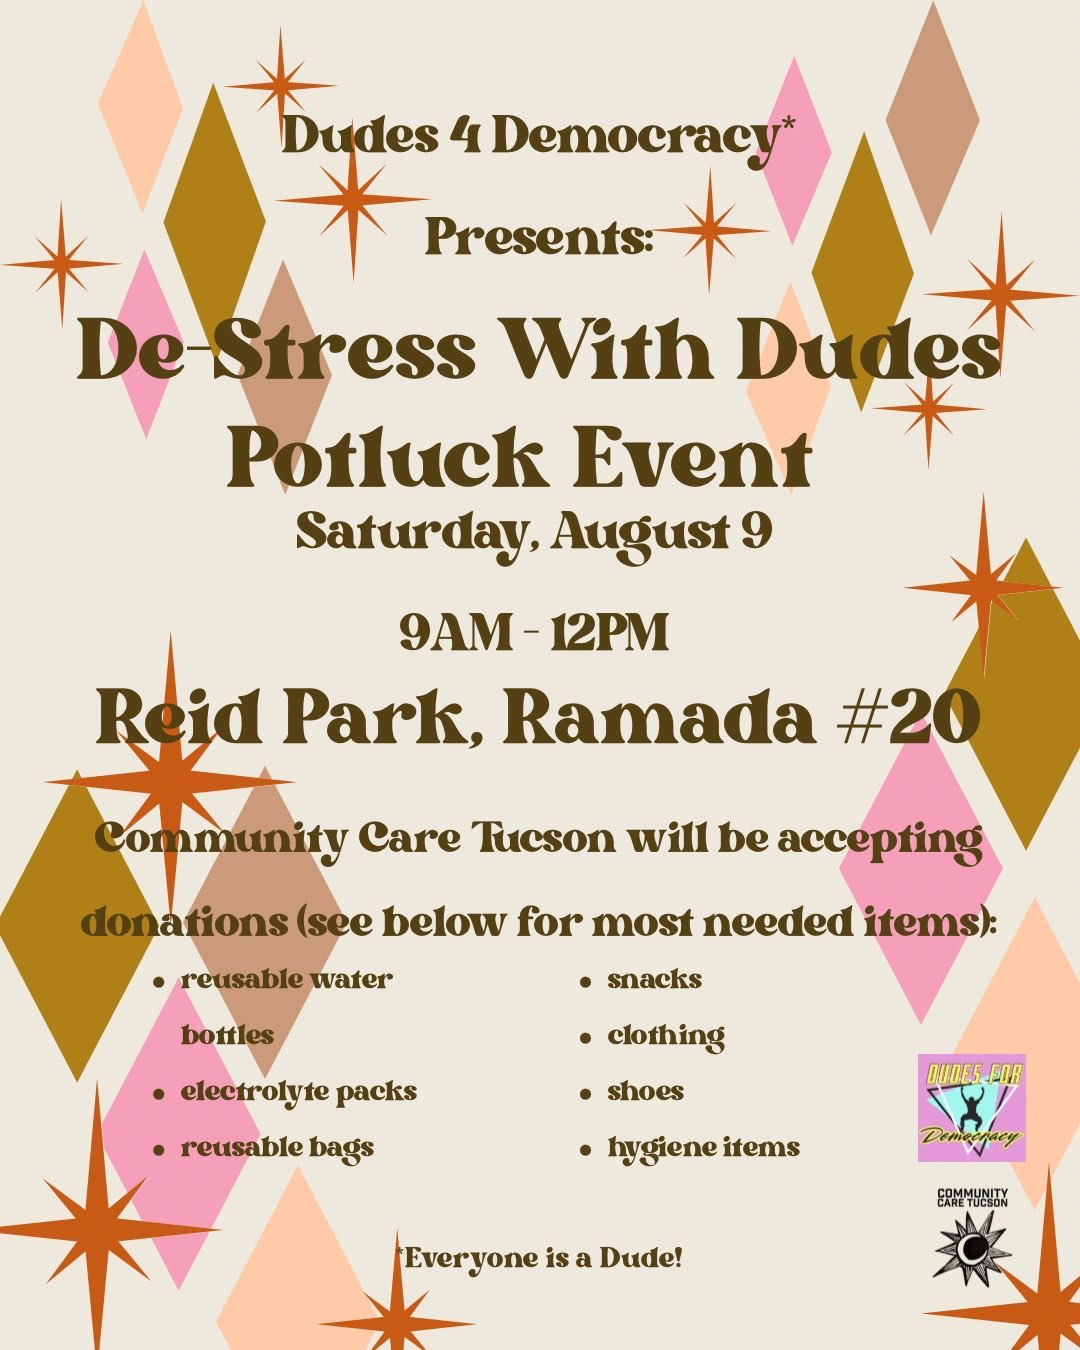 Dudes 4 Democracy*
Presents:
De-Stress With Dudes
Potluck Event
Saturday, August 9
9AM - 12PM
Reid Park, Ramada #20
Community Care Tucson will be accepting
donations (see below for most needed items):
• reusable water
bottles
• electrolyte packs
• reusable bags
• snacks
• clothing
• shoes
• hygiene items
DUDES FOR
Democracy
COMMUNITY
CARE TUCSON
*Everyone is a Dude!